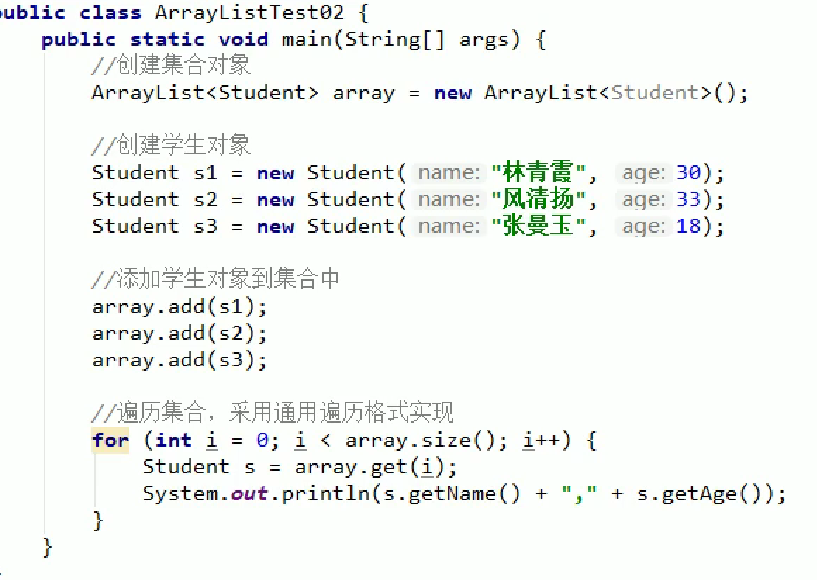 public class ArrayListTest02 {
public static void main(String[] args) {
//创建集合对象
ArrayList<Student> array = new ArrayList<Student>();
//创建学生对象
Student s1 = new Student( name: "林青霞", age: 30);
Student s2 = new Student( name: "风清扬", age: 33);
Student s3 = new Student( name: "张曼玉", age: 18);
//添加学生对象到集合中
array.add(s1);
array.add(s2);
array.add(s3);
//遍历集合，采用通用遍历格式实现
for (int i = 0; i < array.size(); i++) {
Student s = array.get(i);
System.out.println(s.getName() + "," + s.getAge());
}
}